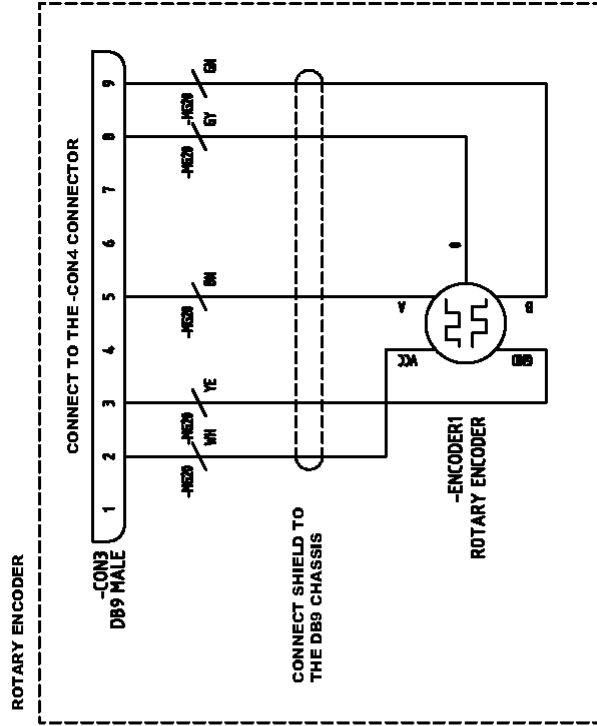 ROTARY ENCODER
CONNECT TO THE -CON4 CONNECTOR
-CON3
DB9 MALE
1 2 3 4 5 6 7 8 9
-MG20 -MG20 -MG20 -MG20 -MG20
WH YE BN GY GN
CONNECT SHIELD TO
THE DB9 CHASSIS
VCC A 0
GND B
-ENCODER1
ROTARY ENCODER